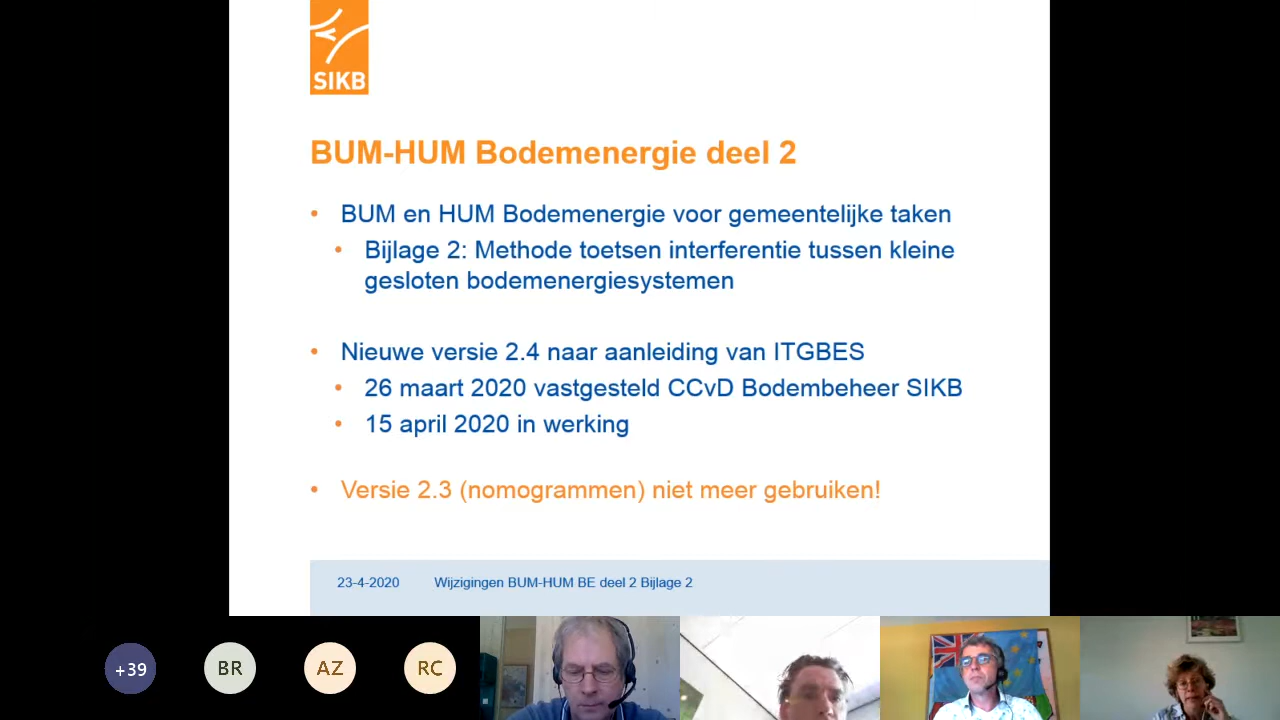 SIKB
BUM-HUM Bodemenergie deel 2
• BUM en HUM Bodemenergie voor gemeentelijke taken
• Bijlage 2: Methode toetsen interferentie tussen kleine
gesloten bodemenergiesystemen
• Nieuwe versie 2.4 naar aanleiding van ITGBES
• 26 maart 2020 vastgesteld CCvD Bodembeheer SIKB
• 15 april 2020 in werking
• Versie 2.3 (nomogrammen) niet meer gebruiken!
23-4-2020 Wijzigingen BUM-HUM BE deel 2 Bijlage 2
+39 BR AZ RC